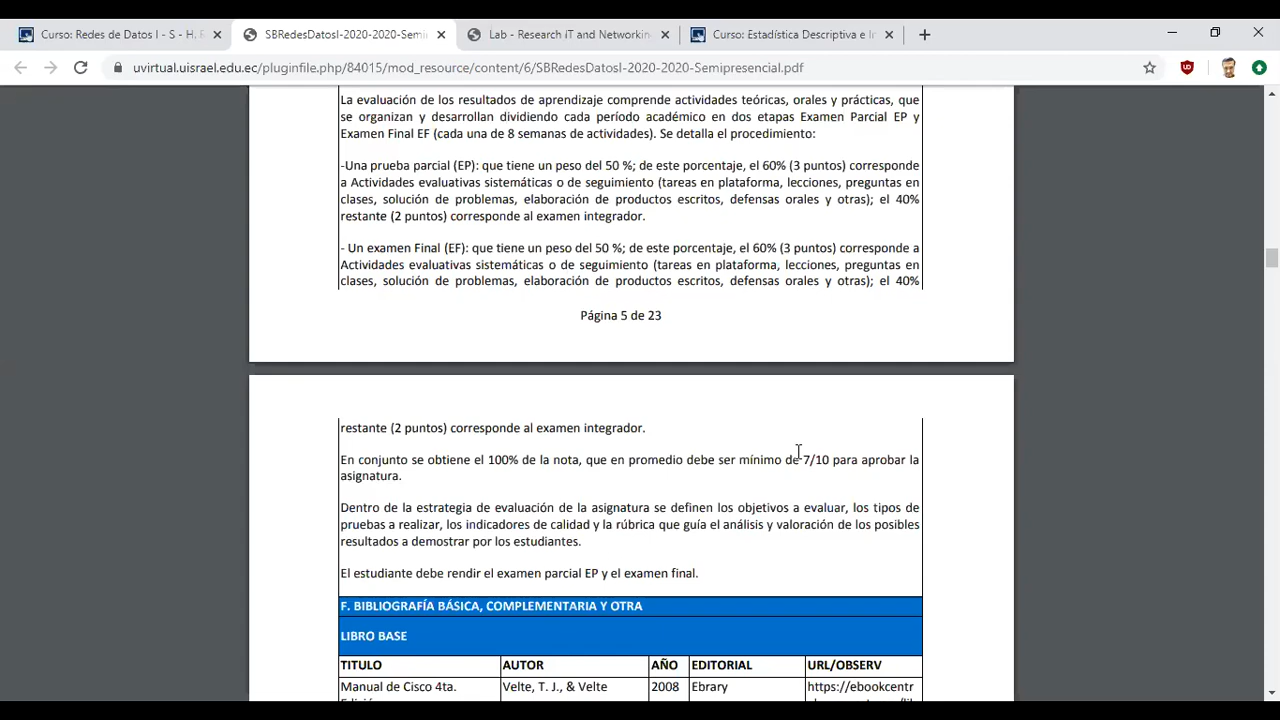 Curso: Redes de Datos I - S - H. R
SBRedesDatosI-2020-2020-Semi
Lab - Research IT and Networkin
Curso: Estadística Descriptiva e In
uvirtual.uisrael.edu.ec/pluginfile.php/84015/mod_resource/content/6/SBRedesDatosI-2020-2020-Semipresencial.pdf
La evaluación de los resultados de aprendizaje comprende actividades teóricas, orales y prácticas, que
se organizan y desarrollan dividiendo cada período académico en dos etapas Examen Parcial EP y
Examen Final EF (cada una de 8 semanas de actividades). Se detalla el procedimiento:
-Una prueba parcial (EP): que tiene un peso del 50 %; de este porcentaje, el 60% (3 puntos) corresponde
a Actividades evaluativas sistemáticas o de seguimiento (tareas en plataforma, lecciones, preguntas en
clases, solución de problemas, elaboración de productos escritos, defensas orales y otras); el 40%
restante (2 puntos) corresponde al examen integrador.
- Un examen Final (EF): que tiene un peso del 50 %; de este porcentaje, el 60% (3 puntos) corresponde a
Actividades evaluativas sistemáticas o de seguimiento (tareas en plataforma, lecciones, preguntas en
clases, solución de problemas, elaboración de productos escritos, defensas orales y otras); el 40%
Página 5 de 23
restante (2 puntos) corresponde al examen integrador.
En conjunto se obtiene el 100% de la nota, que en promedio debe ser mínimo de 7/10 para aprobar la
asignatura.
Dentro de la estrategia de evaluación de la asignatura se definen los objetivos a evaluar, los tipos de
pruebas a realizar, los indicadores de calidad y la rúbrica que guía el análisis y valoración de los posibles
resultados a demostrar por los estudiantes.
El estudiante debe rendir el examen parcial EP y el examen final.
F. BIBLIOGRAFÍA BÁSICA, COMPLEMENTARIA Y OTRA
LIBRO BASE
TITULO AUTOR AÑO EDITORIAL URL/OBSERV
Manual de Cisco 4ta. Velte, T. J., & Velte 2008 Ebrary https://ebookcentr